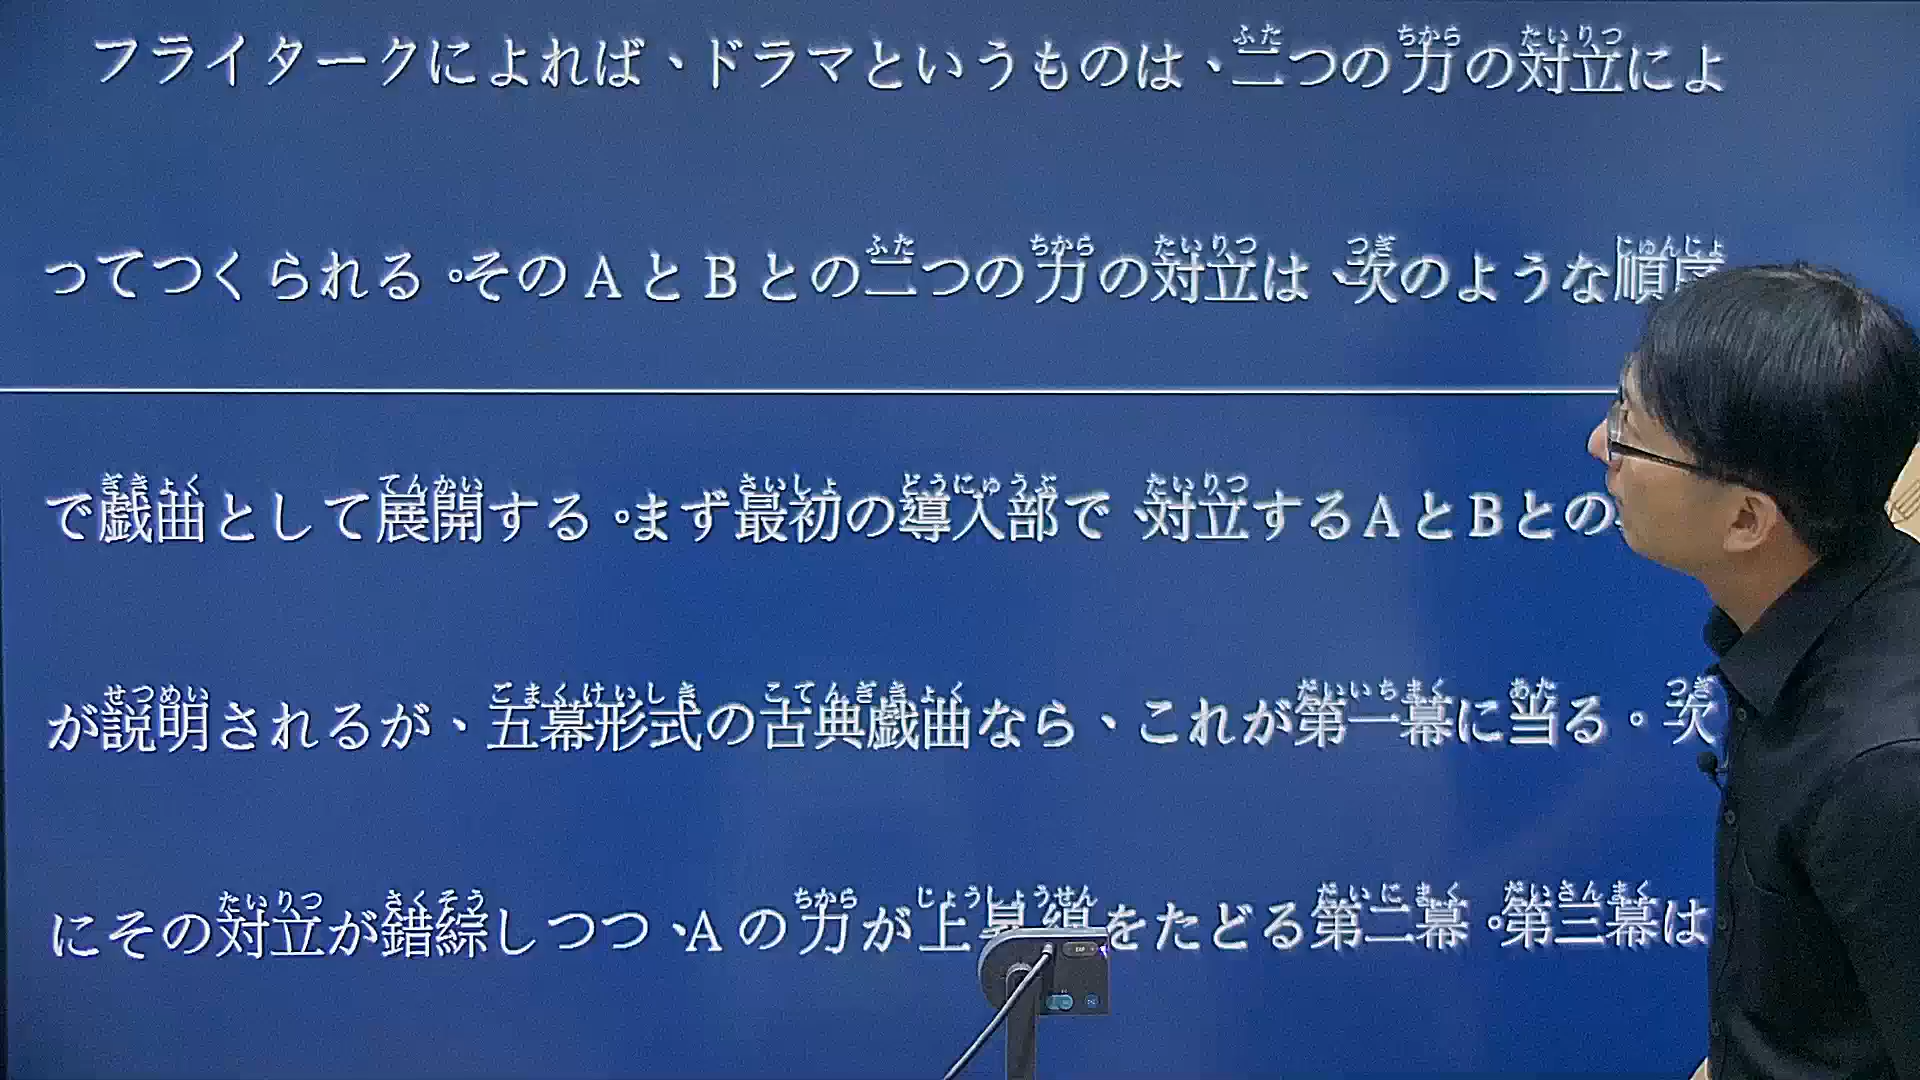 フライタークによれば、ドラマというものは、二つの力の対立によ
ってつくられる。そのAとBとの二つの力の対立は、次のような順序
で戯曲として展開する。まず最初の導入部で、対立するAとBとの
が説明されるが、五幕形式の古典戯曲なら、これが第一幕に当る。次
にその対立が錯綜しつつ、Aの力が上昇線をたどる第二幕。第三幕は